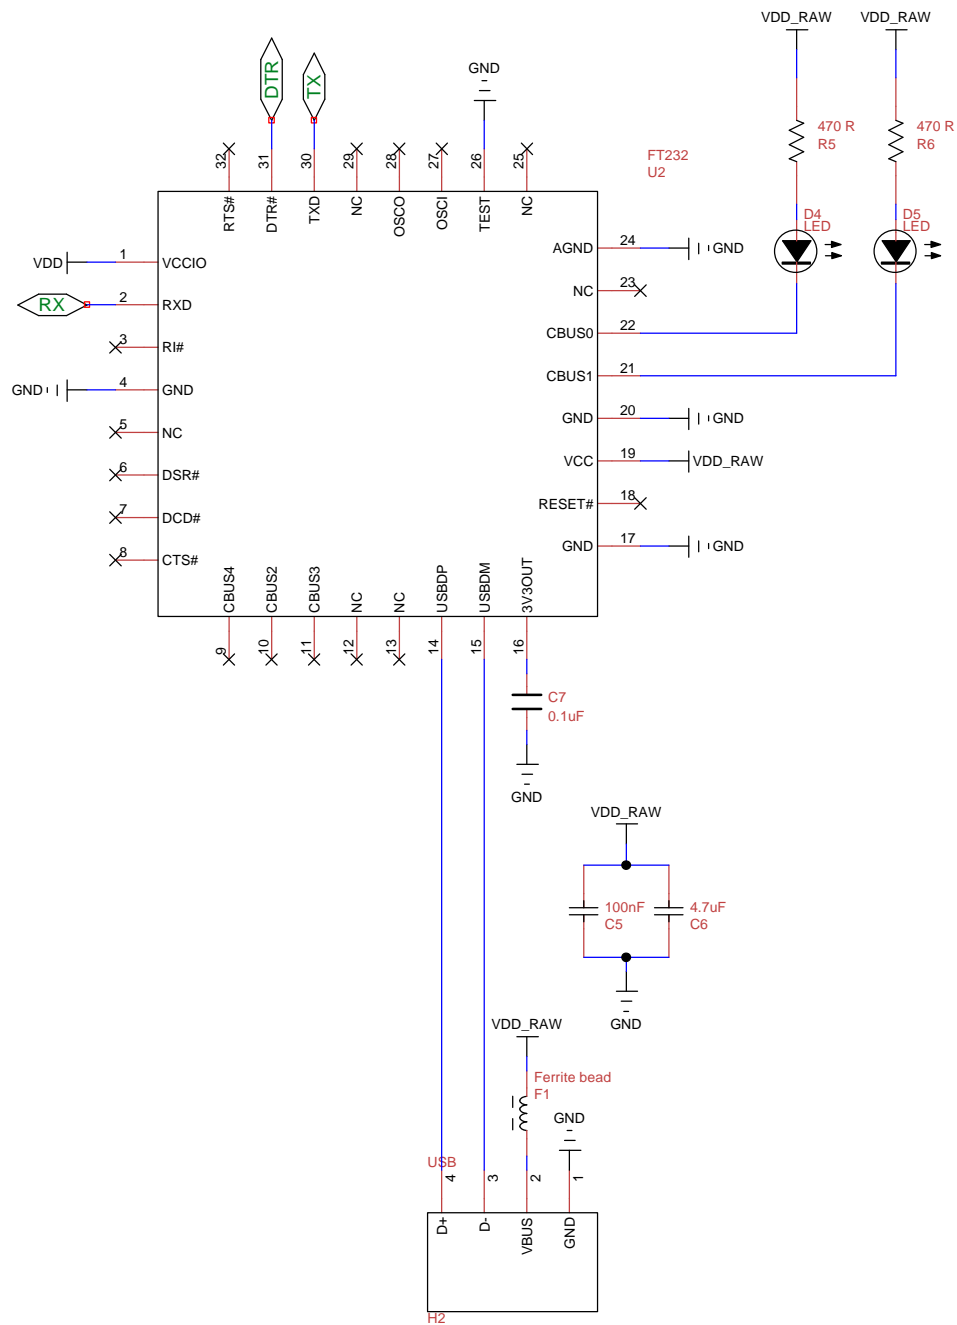 VDD_RAW
VDD_RAW
DTR
TX
GND
470 R
R5
470 R
R6
FT232
U2
32
31
30
29
28
27
26
25
RTS#
DTR#
TXD
NC
OSCO
OSCI
TEST
NC
D4
LED
D5
LED
VDD
1
VCCIO
AGND
24
GND
RX
2
RXD
NC
23
3
RI#
CBUS0
22
GND
4
GND
CBUS1
21
5
NC
GND
20
GND
6
DSR#
VCC
19
VDD_RAW
7
DCD#
RESET#
18
8
CTS#
GND
17
GND
CBUS4
CBUS2
CBUS3
NC
NC
USBDP
USBDM
3V3OUT
9
10
11
12
13
14
15
16
C7
0.1uF
GND
VDD_RAW
100nF
C5
4.7uF
C6
GND
VDD_RAW
Ferrite bead
F1
GND
USB
4
3
2
1
D+
D-
VBUS
GND
H2